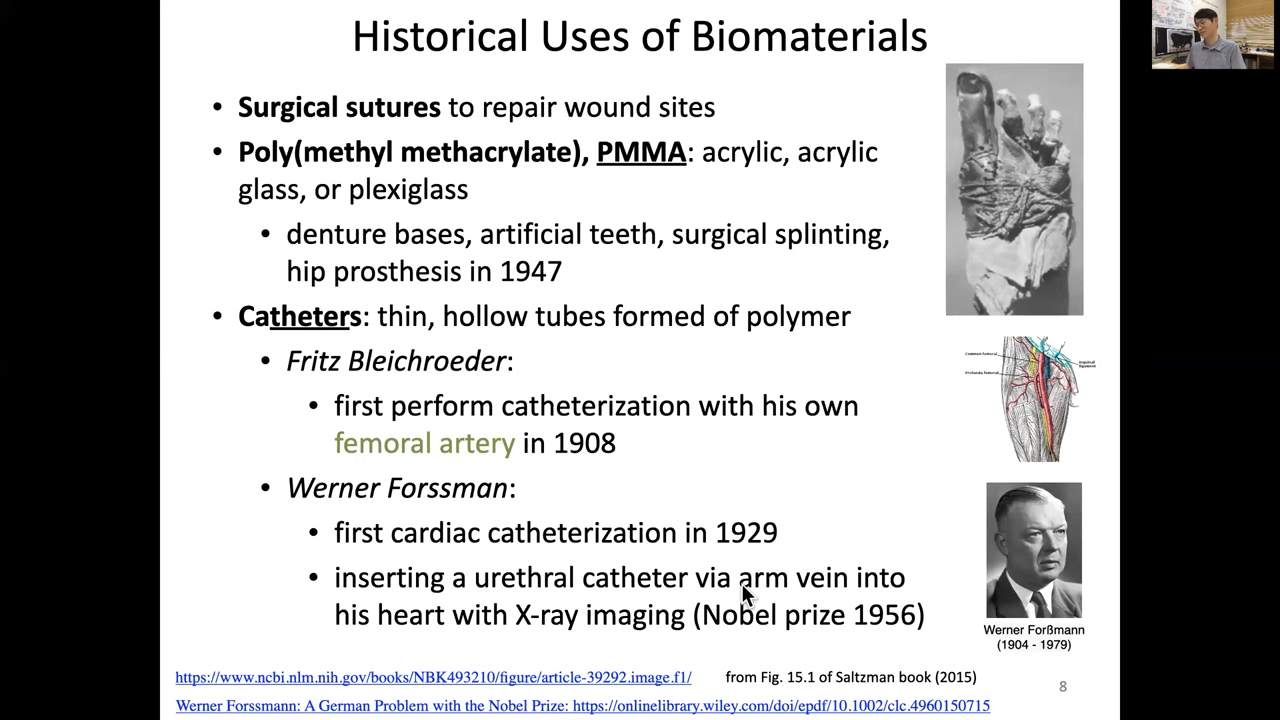 Historical Uses of Biomaterials
• Surgical sutures to repair wound sites
• Poly(methyl methacrylate), PMMA: acrylic, acrylic
glass, or plexiglass
• denture bases, artificial teeth, surgical splinting,
hip prosthesis in 1947
• Catheters: thin, hollow tubes formed of polymer
• Fritz Bleichroeder:
• first perform catheterization with his own
femoral artery in 1908
• Werner Forssman:
• first cardiac catheterization in 1929
• inserting a urethral catheter via arm vein into
his heart with X-ray imaging (Nobel prize 1956)
Common femoral
Profunda femoral
Inguinal
ligament
Werner Forßmann
(1904 - 1979)
https://www.ncbi.nlm.nih.gov/books/NBK493210/figure/article-39292.image.f1/
from Fig. 15.1 of Saltzman book (2015)
8
Werner Forssmann: A German Problem with the Nobel Prize: https://onlinelibrary.wiley.com/doi/epdf/10.1002/clc.4960150715